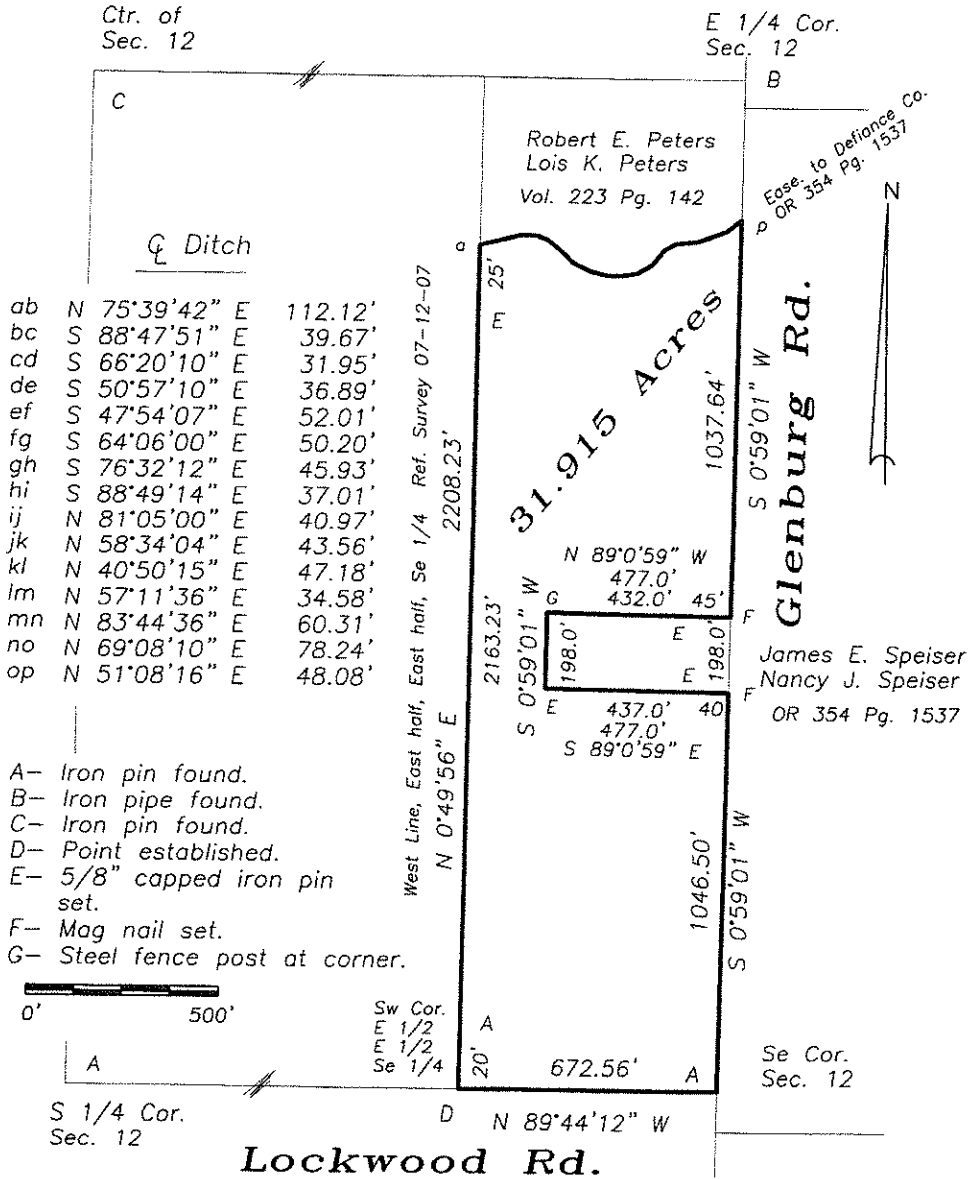 Ctr. of
Sec. 12
E 1/4 Cor.
Sec. 12
C
B
Robert E. Peters
Lois K. Peters
Vol. 223 Pg. 142
Ease. to Defiance Co.
OR 354 Pg. 1537
N
a
p
℄ Ditch
ab N 75°39'42" E 112.12'
bc S 88°47'51" E 39.67'
cd S 66°20'10" E 31.95'
de S 50°57'10" E 36.89'
ef S 47°54'07" E 52.01'
fg S 64°06'00" E 50.20'
gh S 76°32'12" E 45.93'
hi S 88°49'14" E 37.01'
ij N 81°05'00" E 40.97'
jk N 58°34'04" E 43.56'
kl N 40°50'15" E 47.18'
lm N 57°11'36" E 34.58'
mn N 83°44'36" E 60.31'
no N 69°08'10" E 78.24'
op N 51°08'16" E 48.08'
West Line, East half, East half, Se 1/4 Ref. Survey 07-12-07
N 0°49'56" E 2208.23'
2163.23'
25'
E
31.915 Acres
1037.64'
S 0°59'01" W
Glenburg Rd.
N 89°0'59" W
477.0'
G 432.0' 45' F
S 0°59'01" W
198.0'
E
E
198.0'
James E. Speiser
Nancy J. Speiser
OR 354 Pg. 1537
E 437.0' 40 F
477.0'
S 89°0'59" E E
1046.50'
S 0°59'01" W
A- Iron pin found.
B- Iron pipe found.
C- Iron pin found.
D- Point established.
E- 5/8" capped iron pin
set.
F- Mag nail set.
G- Steel fence post at corner.
0' 500'
Sw Cor.
E 1/2
E 1/2
Se 1/4
A
20'
672.56'
A
Se Cor.
Sec. 12
A
S 1/4 Cor.
Sec. 12
D
N 89°44'12" W
Lockwood Rd.